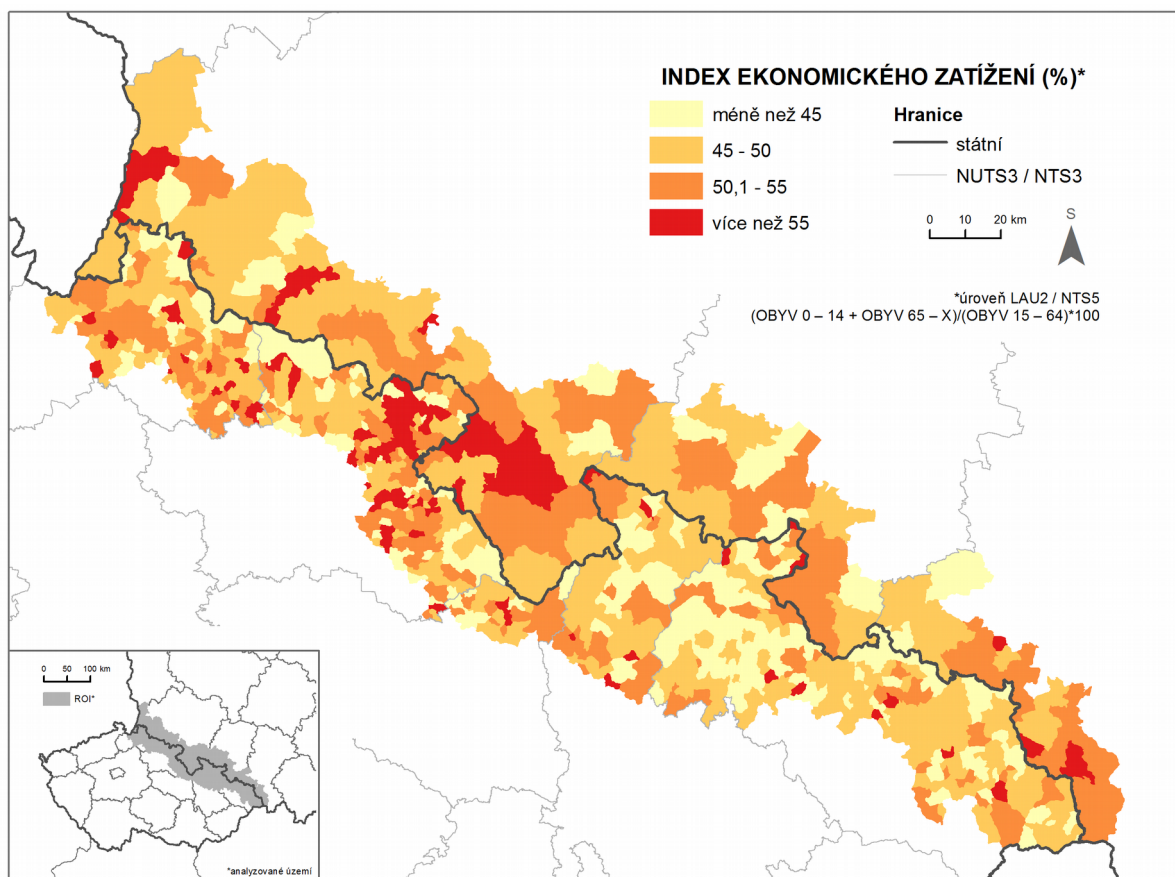 INDEX EKONOMICKÉHO ZATÍŽENÍ (%)*
méně než 45
45 - 50
50,1 - 55
více než 55
Hranice
státní
NUTS3 / NTS3
0 10 20 km
S
*úroveň LAU2 / NTS5
(OBYV 0 – 14 + OBYV 65 – X)/(OBYV 15 – 64)*100
0 50 100 km
ROI*
*analyzované území